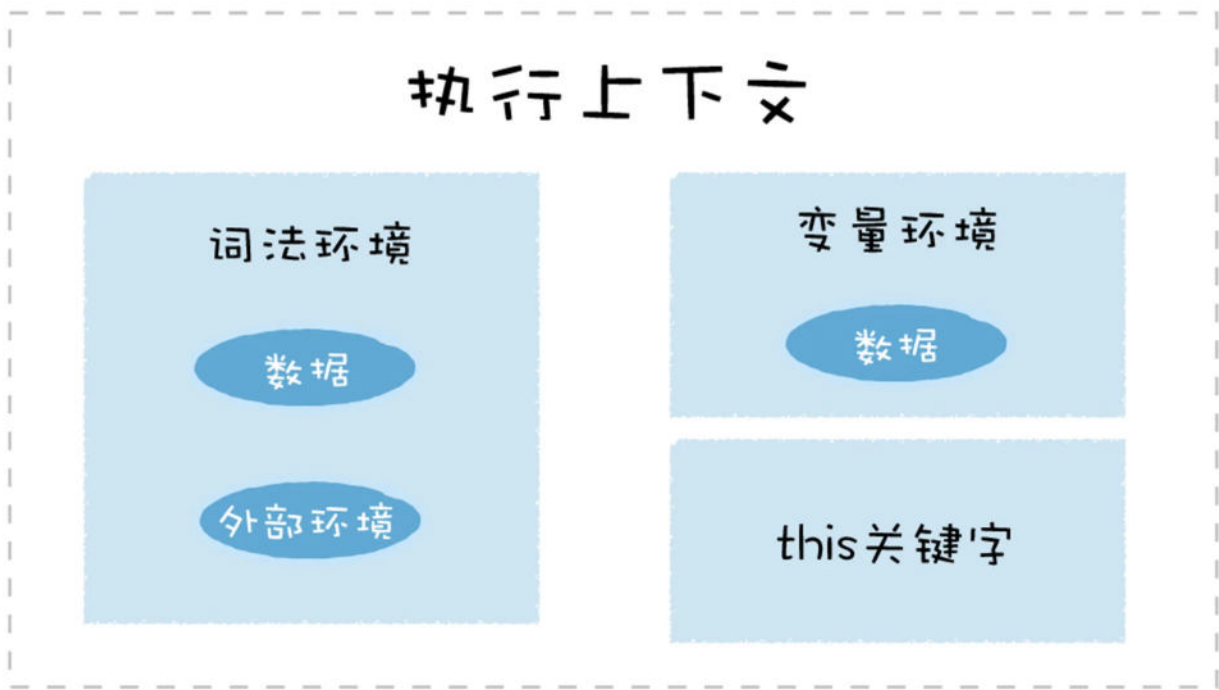 执行上下文
词法环境
数据
外部环境
变量环境
数据
this关键字